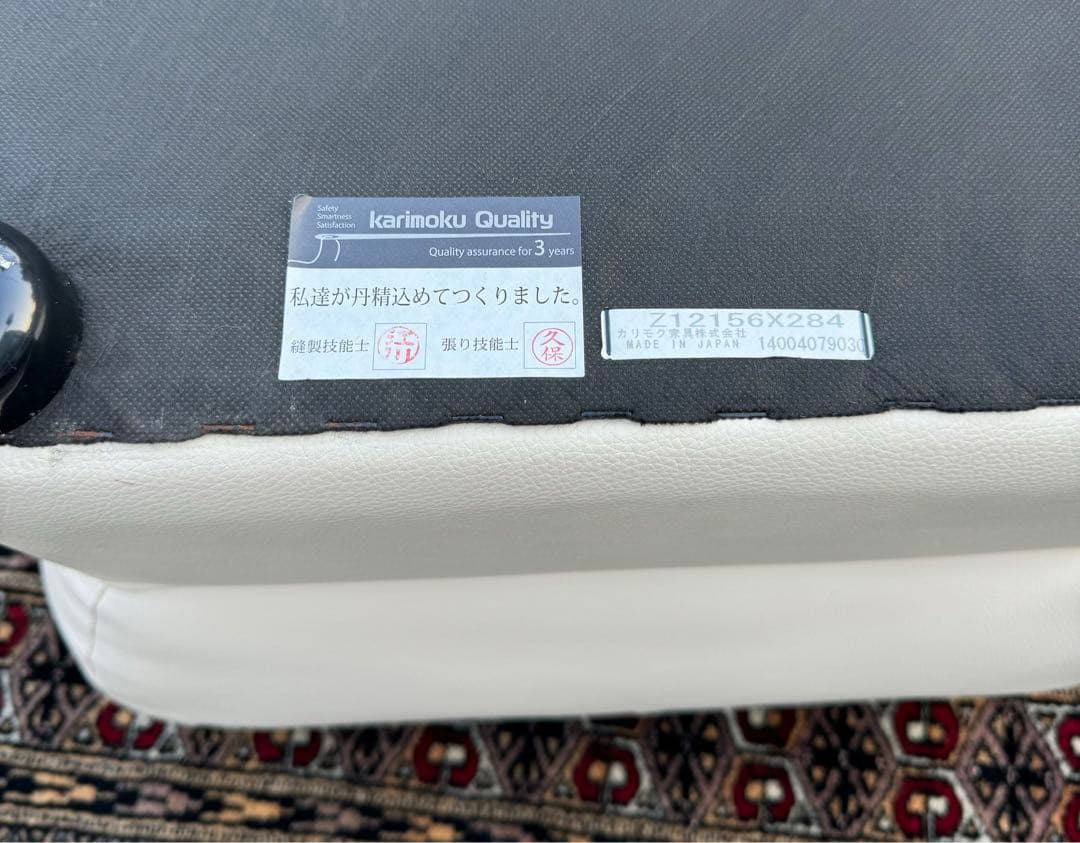 Safety
Smartness
Satisfaction
karimoku Quality
Quality assurance for 3 years
私達が丹精込めてつくりました。
縫製技能士 江川 張り技能士 久保
Z12156X284
カリモク家具株式会社
MADE IN JAPAN 14004079030